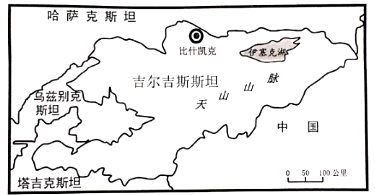 哈萨克斯坦
比什凯克
伊塞克湖
吉尔吉斯斯坦
天山山脉
乌兹别克
斯坦
中国
塔吉克斯坦
0 50 100公里